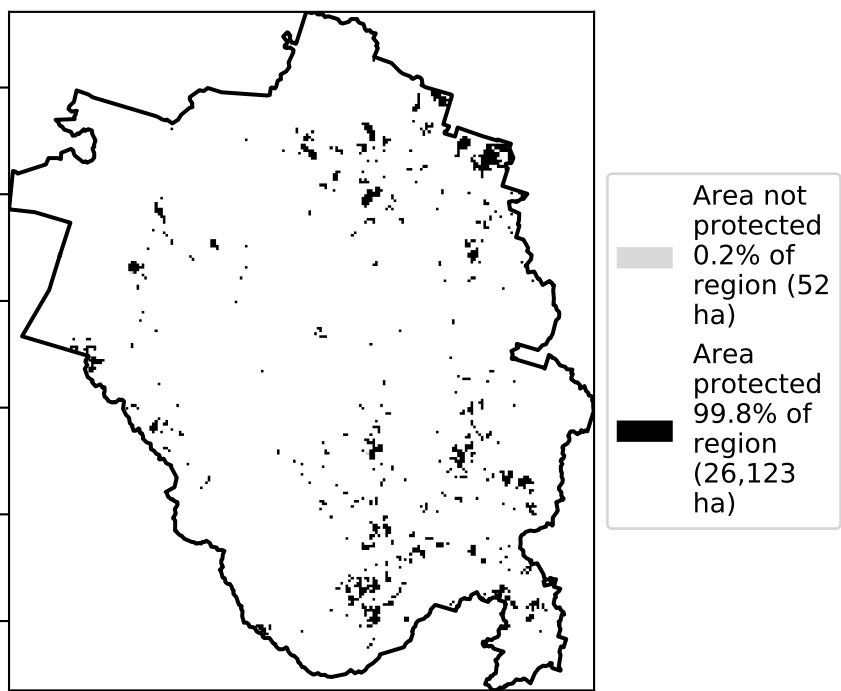 Area not
protected
0.2% of
region (52
ha)
Area
protected
99.8% of
region
(26,123
ha)